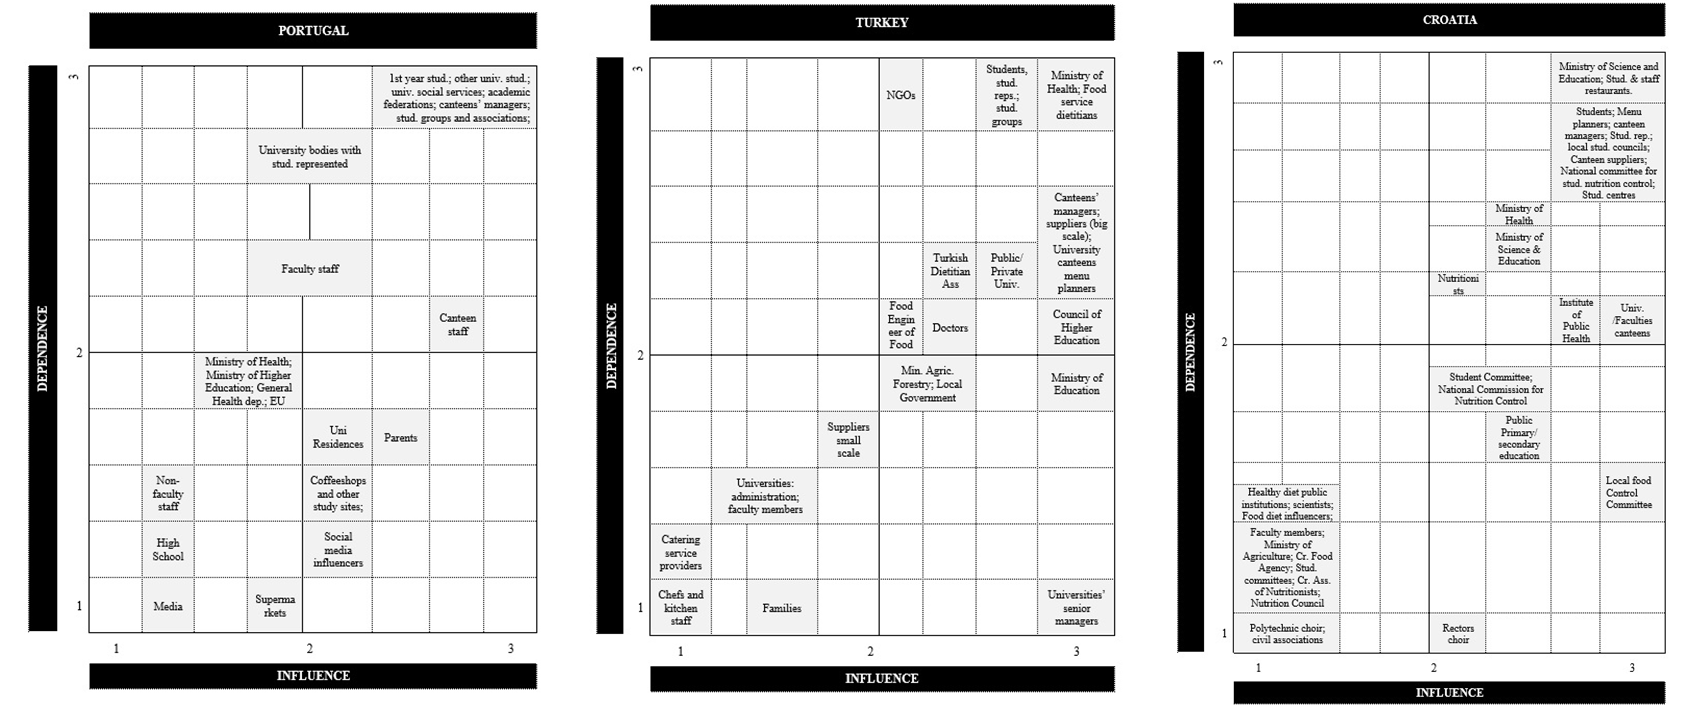 PORTUGAL
DEPENDENCE
3
1st year stud.; other univ. stud.;
univ. social services; academic
federations; canteens’ managers;
stud. groups and associations;
University bodies with
stud. represented
Faculty staff
Canteen
staff
2
Ministry of Health;
Ministry of Higher
Education; General
Health dep.; EU
Uni
Residences
Parents
Non-
faculty
staff
Coffeeshops
and other
study sites;
High
School
Social
media
influencers
1
Media
Superma
rkets
1
2
3
INFLUENCE
TURKEY
DEPENDENCE
3
NGOs
Students,
stud.
reps.;
stud.
groups
Ministry of
Health; Food
service
dietitians
Canteens’
managers;
suppliers (big
scale);
University
canteens
menu
planners
Turkish
Dietitian
Ass
Public/
Private
Univ.
Food
Engin
eer of
Food
Doctors
Council of
Higher
Education
2
Min. Agric.
Forestry; Local
Government
Ministry of
Education
Suppliers
small
scale
Universities:
administration;
faculty members
Catering
service
providers
1
Chefs and
kitchen
staff
Families
Universities’
senior
managers
1
2
3
INFLUENCE
CROATIA
DEPENDENCE
3
Ministry of Science and
Education; Stud. & staff
restaurants.
Students; Menu
planners; canteen
managers; Stud. rep.;
local stud. councils;
Canteen suppliers;
National committee for
stud. nutrition control;
Stud. centres
Ministry of
Health
Ministry of
Science &
Education
Nutritioni
sts
Institute
of
Public
Health
Univ.
/Faculties
canteens
2
Student Committee;
National Commission for
Nutrition Control
Public
Primary/
secondary
education
Local food
Control
Committee
Healthy diet public
institutions; scientists;
Food diet influencers;
Faculty members;
Ministry of
Agriculture; Cr. Food
Agency; Stud.
committees; Cr. Ass.
of Nutritionists;
Nutrition Council
1
Polytechnic choir;
civil associations
Rectors
choir
1
2
3
INFLUENCE